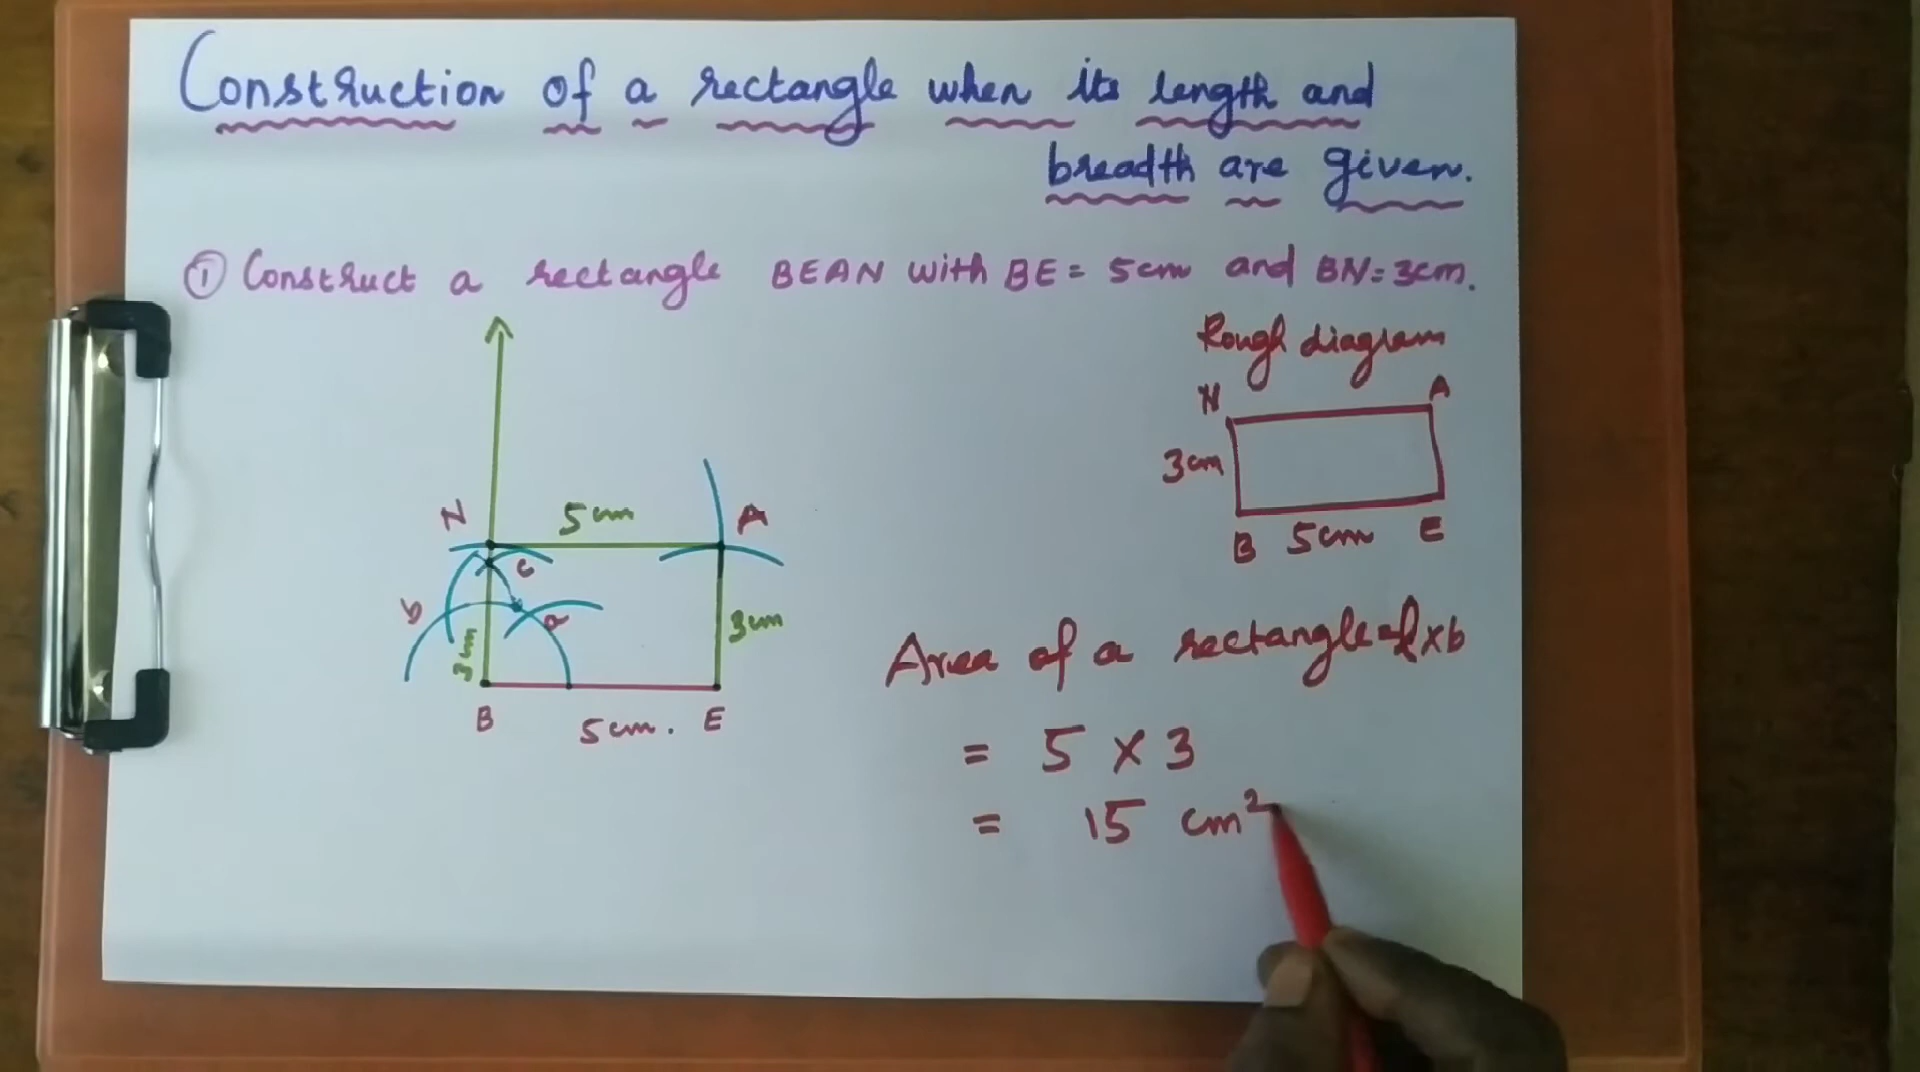 Construction of a rectangle when its length and
breadth are given.
① Construct a rectangle BEAN with BE = 5cm and BN = 3cm.
Rough diagram
N A
3cm
B 5cm E
N 5cm A
c
b a
3cm 3cm
B 5cm. E
Area of a rectangle = l×b
= 5 × 3
= 15 cm²